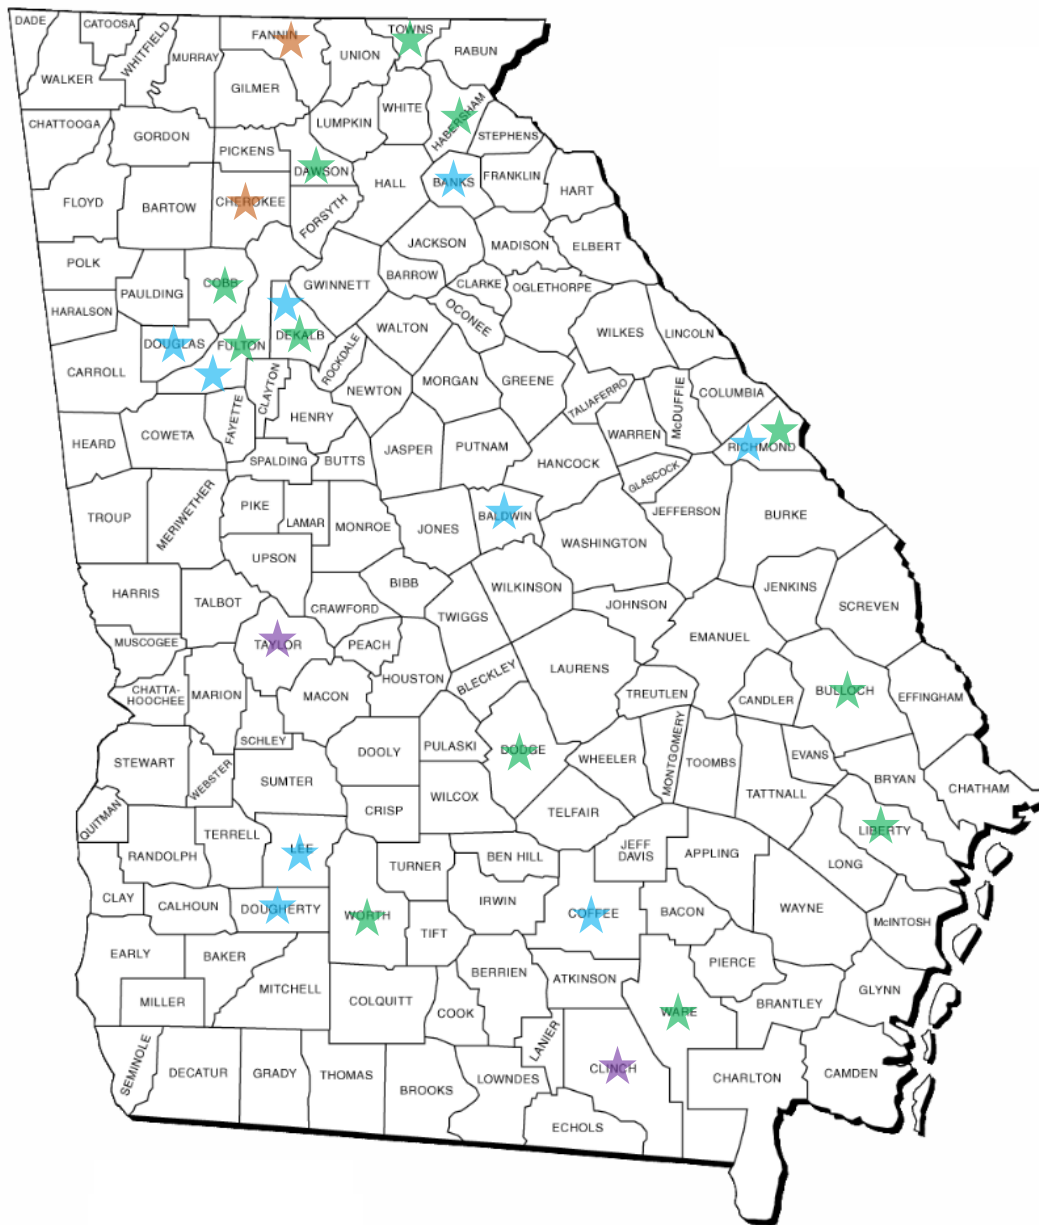 DADE
CATOOSA
WHITFIELD
MURRAY
FANNIN
UNION
TOWNS
RABUN
WALKER
GILMER
WHITE
HABERSHAM
LUMPKIN
STEPHENS
CHATTOOGA
GORDON
PICKENS
DAWSON
HALL
BANKS
FRANKLIN
HART
FLOYD
BARTOW
CHEROKEE
FORSYTH
JACKSON
MADISON
ELBERT
POLK
PAULDING
COBB
GWINNETT
BARROW
CLARKE
OGLETHORPE
HARALSON
DOUGLAS
FULTON
DEKALB
ROCKDALE
WALTON
OCONEE
WILKES
LINCOLN
CARROLL
CLAYTON
NEWTON
MORGAN
GREENE
TALIAFERRO
McDUFFIE
COLUMBIA
HEARD
COWETA
FAYETTE
HENRY
JASPER
PUTNAM
HANCOCK
WARREN
RICHMOND
SPALDING
BUTTS
GLASCOCK
TROUP
MERIWETHER
PIKE
LAMAR
MONROE
JONES
BALDWIN
WASHINGTON
JEFFERSON
BURKE
UPSON
HARRIS
TALBOT
CRAWFORD
BIBB
TWIGGS
WILKINSON
JOHNSON
JENKINS
SCREVEN
MUSCOGEE
TAYLOR
PEACH
HOUSTON
BLECKLEY
LAURENS
EMANUEL
CHATTA-
HOOCHEE
MARION
MACON
TREUTLEN
CANDLER
BULLOCH
EFFINGHAM
SCHLEY
STEWART
WEBSTER
SUMTER
DOOLY
PULASKI
DODGE
WHEELER
MONTGOMERY
TOOMBS
EVANS
BRYAN
CHATHAM
QUITMAN
CRISP
WILCOX
TELFAIR
TATTNALL
LIBERTY
RANDOLPH
TERRELL
LEE
TURNER
BEN HILL
JEFF
DAVIS
APPLING
LONG
CLAY
CALHOUN
DOUGHERTY
WORTH
TIFT
IRWIN
COFFEE
BACON
WAYNE
McINTOSH
EARLY
BAKER
MITCHELL
COLQUITT
BERRIEN
ATKINSON
PIERCE
MILLER
COOK
LANIER
WARE
BRANTLEY
GLYNN
SEMINOLE
DECATUR
GRADY
THOMAS
BROOKS
LOWNDES
CLINCH
CHARLTON
CAMDEN
ECHOLS